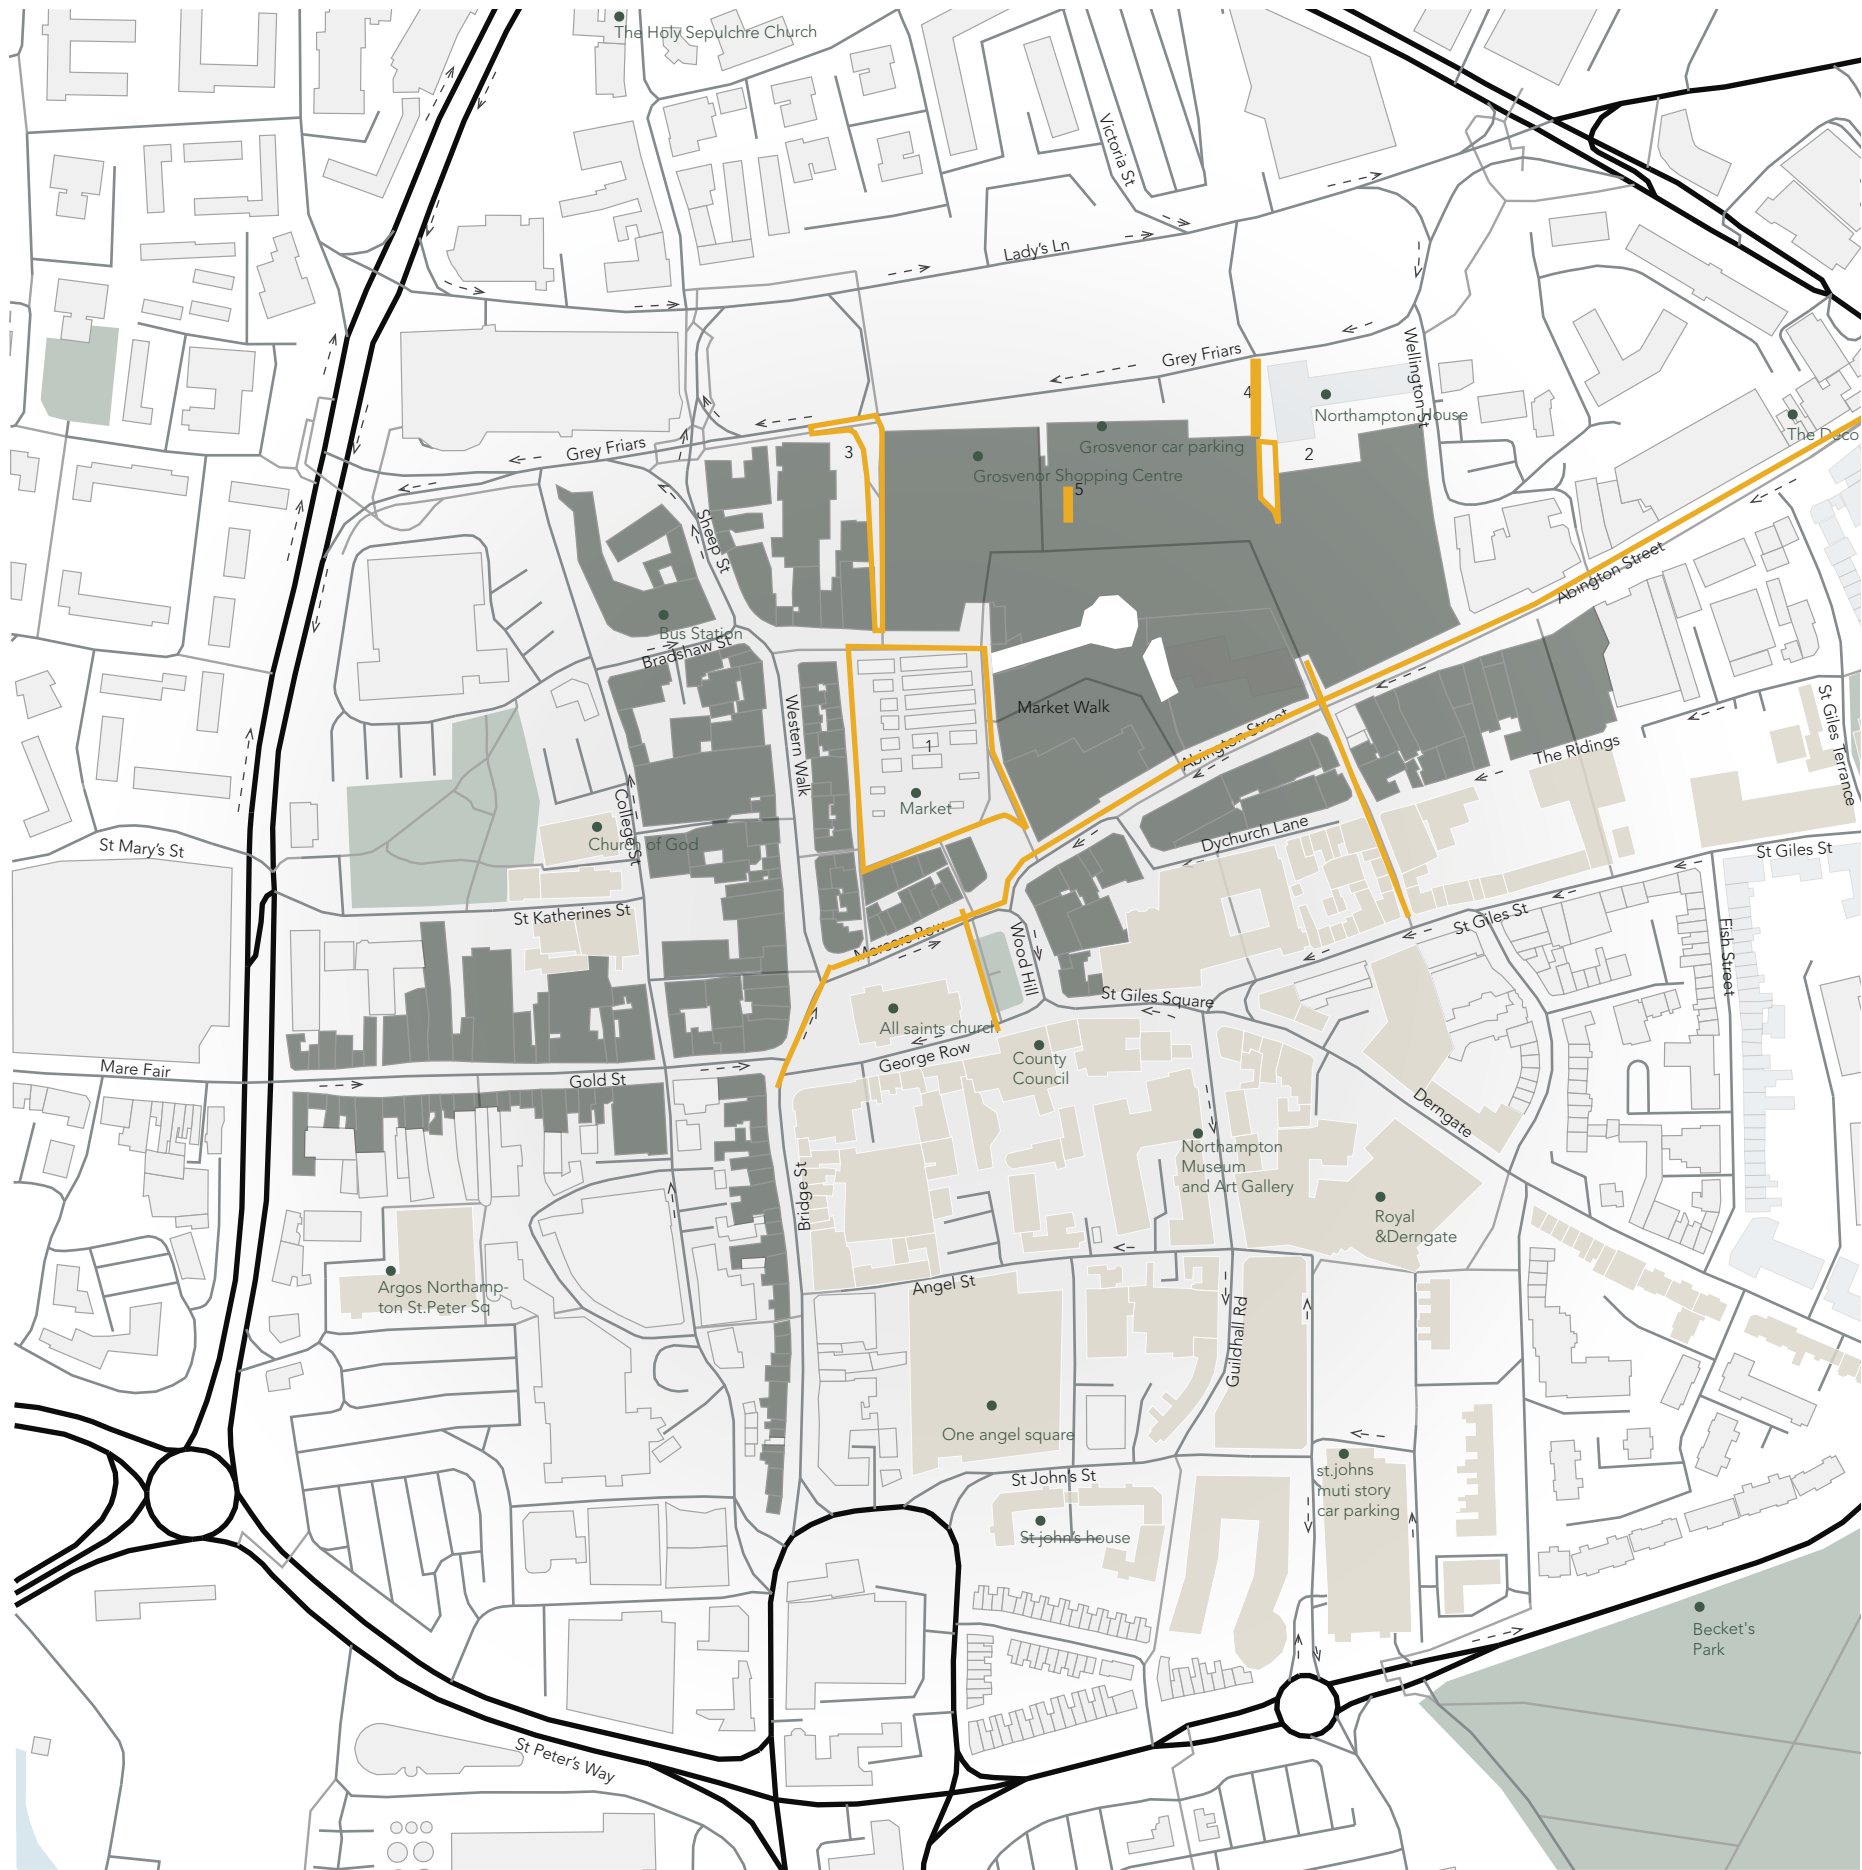 The Holy Sepulchre Church
Victoria St
Lady's Ln
Grey Friars
Wellington St
4
Northampton House
The Deco
Grosvenor car parking
Grey Friars
3
2
Grosvenor Shopping Centre
5
Sheep St
Abington Street
Bus Station
Bradshaw St
Western Walk
Market Walk
1
Abington Street
St Giles Terrance
The Ridings
Market
College St
Church of God
Dychurch Lane
St Mary's St
St Giles St
St Katherines St
St Giles St
Mercers Row
Wood Hill
Fish Street
St Giles Square
All saints church
George Row
County
Council
Mare Fair
Gold St
Derngate
Northampton
Museum
and Art Gallery
Bridge St
Royal
&Derngate
Angel St
Argos Northamp-
ton St.Peter Sq
Guildhall Rd
One angel square
St John's St
st.johns
muti story
car parking
St john's house
Becket's
Park
St Peter's Way